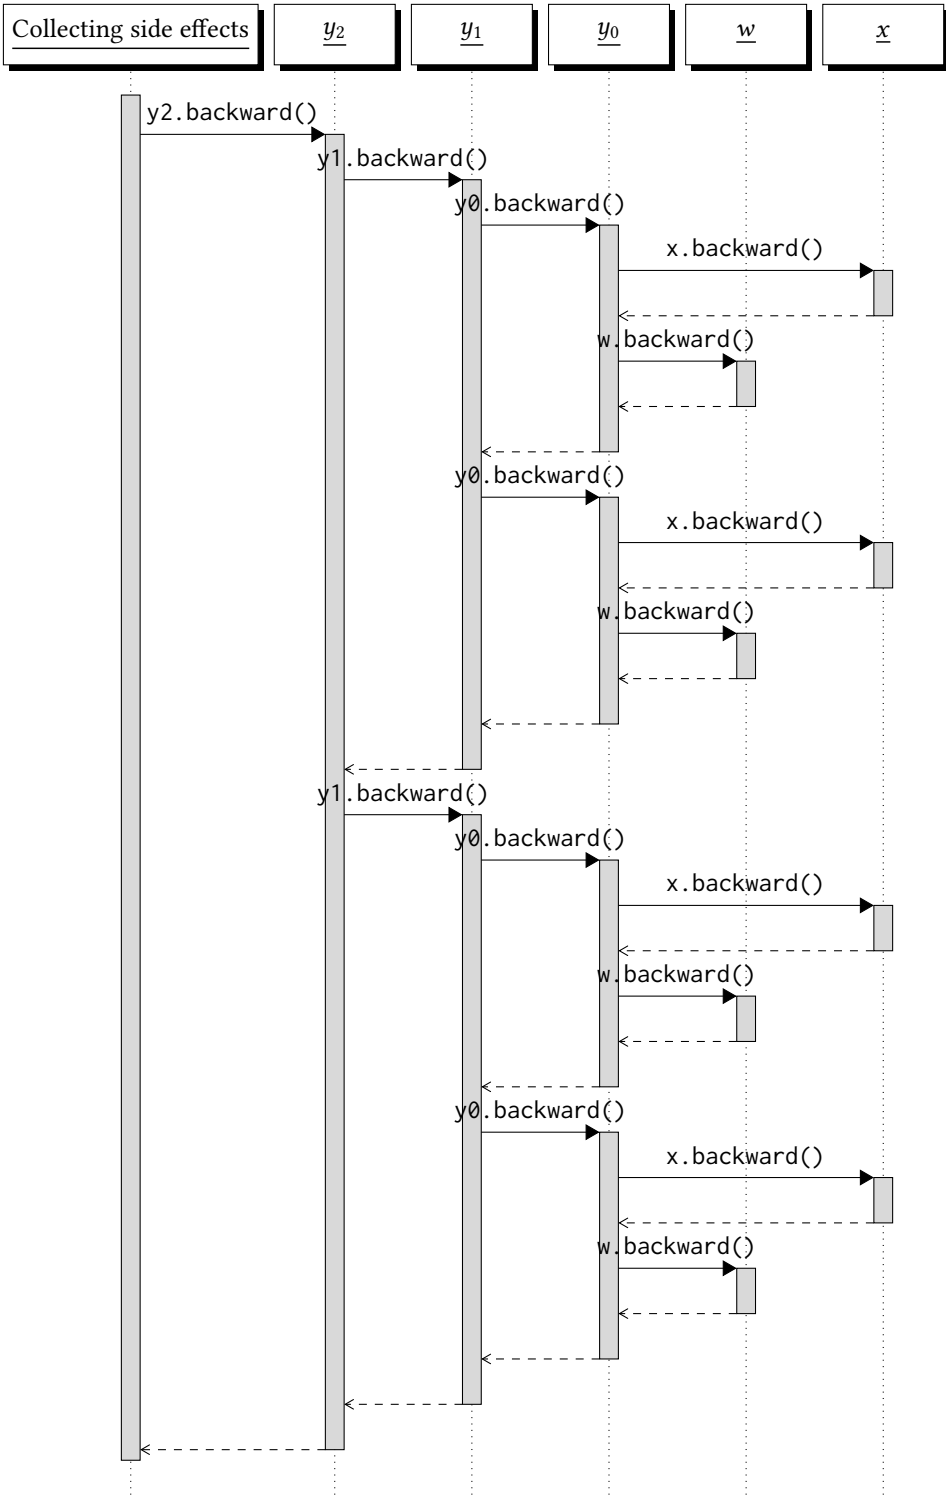 Collecting side effects
y₂
y₁
y₀
w
x
y2.backward()
y1.backward()
y0.backward()
x.backward()
w.backward()
y0.backward()
x.backward()
w.backward()
y1.backward()
y0.backward()
x.backward()
w.backward()
y0.backward()
x.backward()
w.backward()